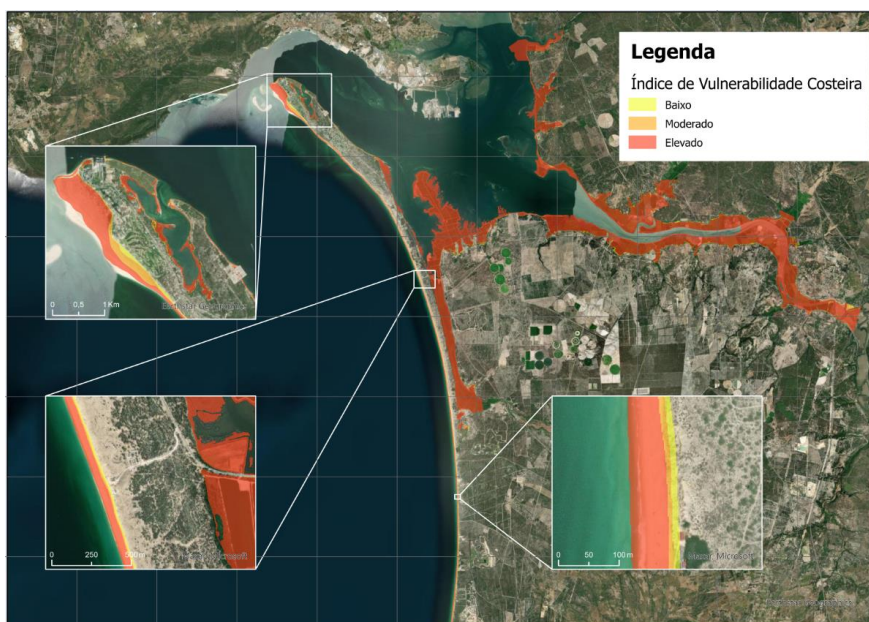 Legenda
Índice de Vulnerabilidade Costeira
Baixo
Moderado
Elevado
0 0,5 1 Km
0 250 500 m
0 50 100 m
Microsoft